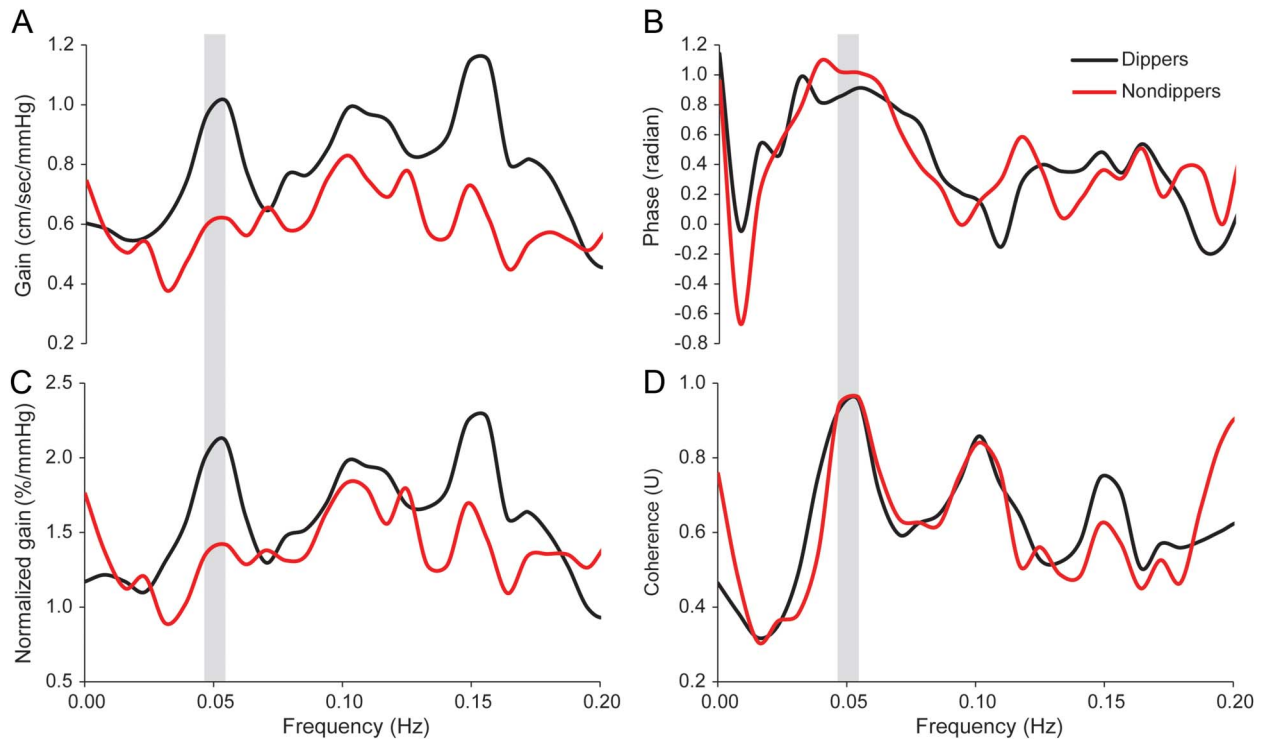 A
1.2
1.0
0.8
0.6
0.4
0.2
Gain (cm/sec/mmHg)
B
1.2
1.0
0.8
0.6
0.4
0.2
0.0
-0.2
-0.4
-0.6
-0.8
Phase (radian)
Dippers
Nondippers
C
2.5
2.0
1.5
1.0
0.5
Normalized gain (%/mmHg)
0.00 0.05 0.10 0.15 0.20
Frequency (Hz)
D
1.0
0.8
0.6
0.4
0.2
Coherence (U)
0.00 0.05 0.10 0.15 0.20
Frequency (Hz)